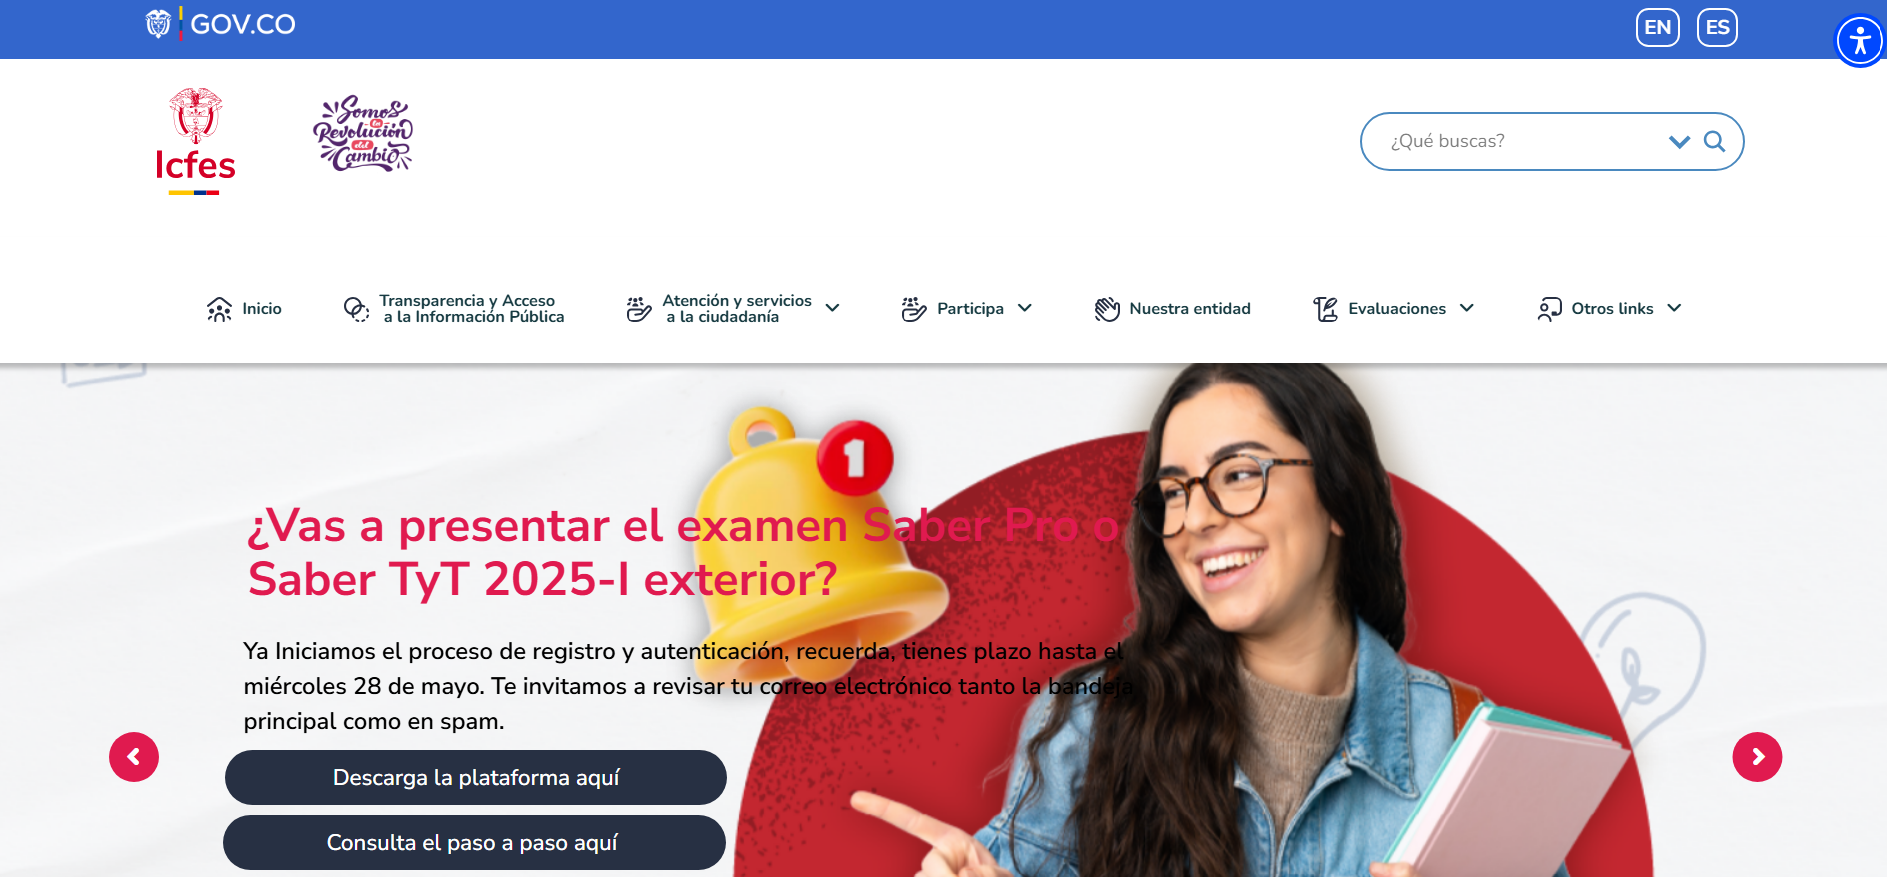 GOV.CO
EN ES
Icfes
Somos
la
Revolución
del
Cambio
¿Qué buscas?
Inicio
Transparencia y Acceso
a la Información Pública
Atención y servicios
a la ciudadanía
Participa
Nuestra entidad
Evaluaciones
Otros links
1
¿Vas a presentar el examen Saber Pro o
Saber TyT 2025-I exterior?
Ya Iniciamos el proceso de registro y autenticación, recuerda, tienes plazo hasta el
miércoles 28 de mayo. Te invitamos a revisar tu correo electrónico tanto la bandeja
principal como en spam.
Descarga la plataforma aquí
Consulta el paso a paso aquí